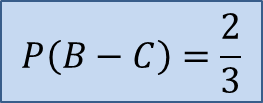 P(B − C) = 2/3